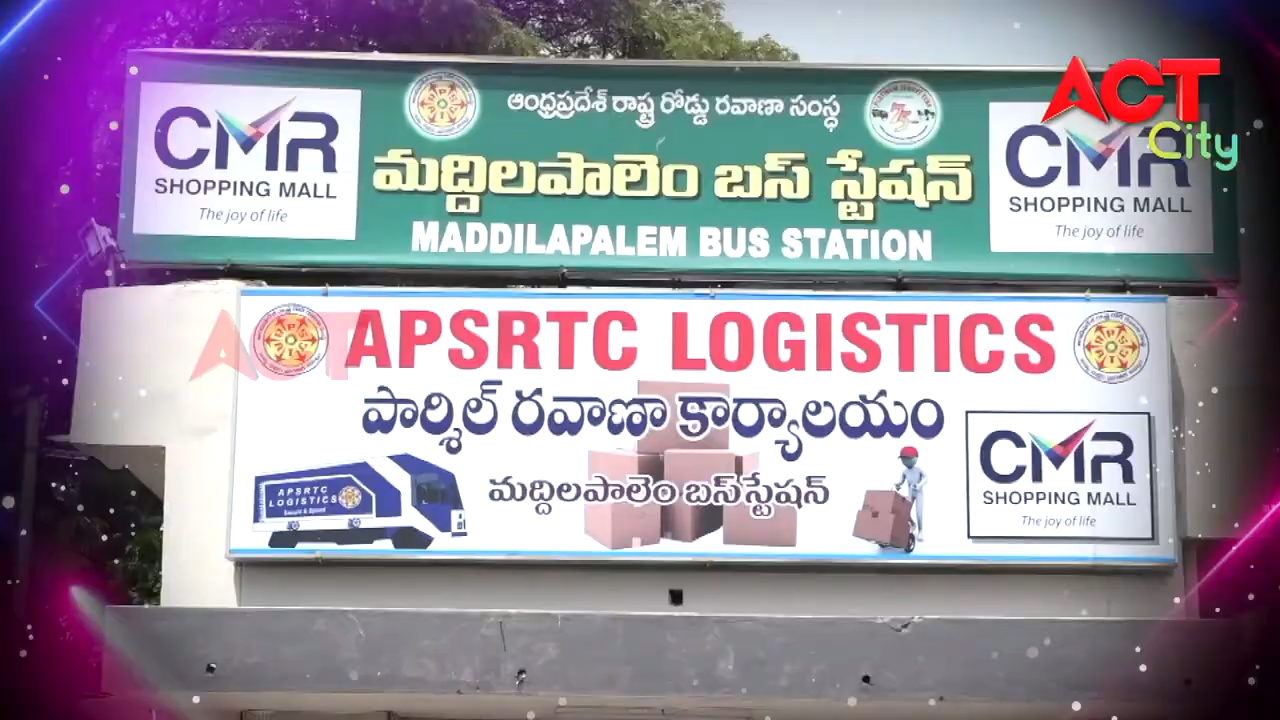 ACT
City
CMR
SHOPPING MALL
The joy of life
ఆంధ్రప్రదేశ్ రాష్ట్ర రోడ్డు రవాణా సంస్థ
మద్దిలపాలెం బస్ స్టేషన్
MADDILAPALEM BUS STATION
CMR
SHOPPING MALL
The joy of life
APSRTC LOGISTICS
పార్శిల్ రవాణా కార్యాలయం
మద్దిలపాలెం బస్‌స్టేషన్
APSRTC
LOGISTICS
CMR
SHOPPING MALL
The joy of life
ACT